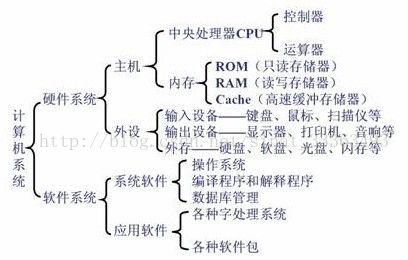 计算机系统
硬件系统
主机
中央处理器CPU
控制器
运算器
内存
ROM（只读存储器）
RAM（读写存储器）
Cache（高速缓冲存储器）
外设
输入设备——键盘、鼠标、扫描仪等
输出设备——显示器、打印机、音响等
外存——硬盘、软盘、光盘、闪存等
软件系统
系统软件
操作系统
编译程序和解释程序
数据库管理
应用软件
各种字处理系统
各种软件包